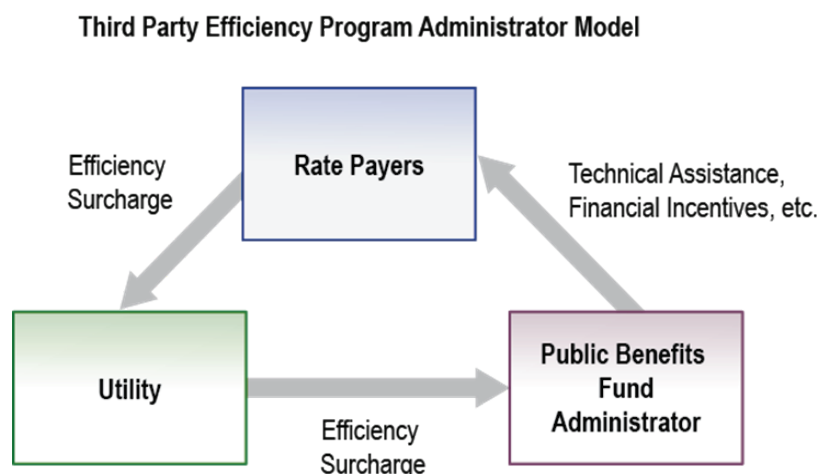 Third Party Efficiency Program Administrator Model
Rate Payers
Efficiency
Surcharge
Technical Assistance,
Financial Incentives, etc.
Utility
Public Benefits
Fund
Administrator
Efficiency
Surcharge